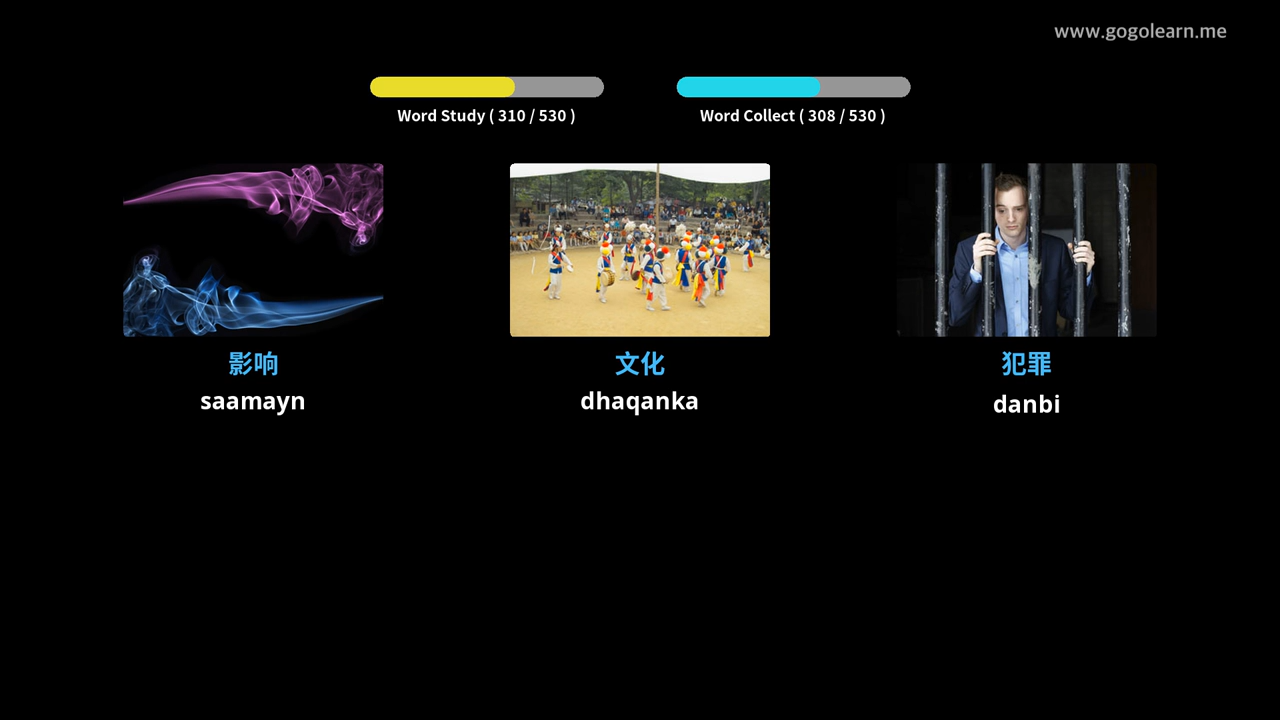 www.gogolearn.me
Word Study ( 310 / 530 )
Word Collect ( 308 / 530 )
影响
saamayn
文化
dhaqanka
犯罪
danbi